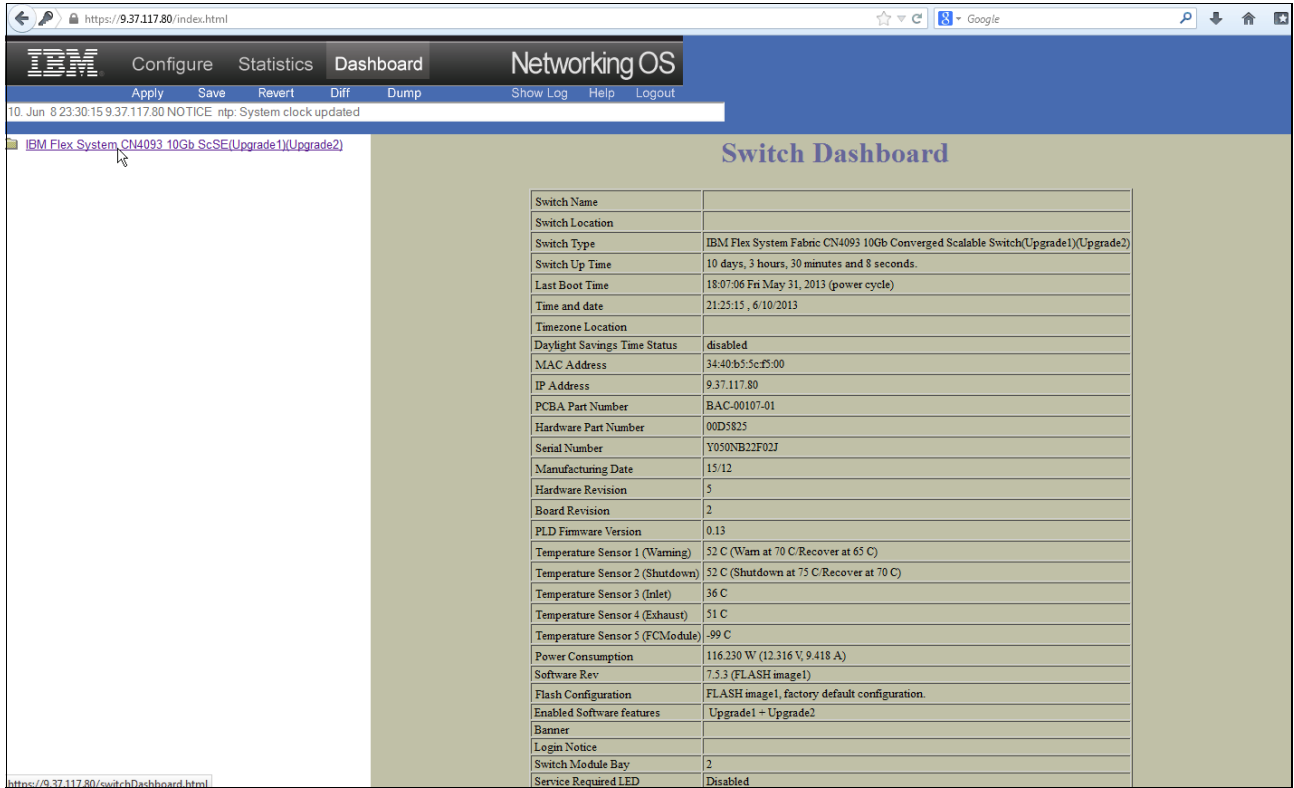 https://9.37.117.80/index.html
Google
IBM Configure Statistics Dashboard Networking OS
Apply Save Revert Diff Dump Show Log Help Logout
10. Jun 8 23:30:15 9.37.117.80 NOTICE ntp: System clock updated
IBM Flex System CN4093 10Gb ScSE(Upgrade1)(Upgrade2)
Switch Dashboard
Switch Name
Switch Location
Switch Type IBM Flex System Fabric CN4093 10Gb Converged Scalable Switch(Upgrade1)(Upgrade2)
Switch Up Time 10 days, 3 hours, 30 minutes and 8 seconds.
Last Boot Time 18:07:06 Fri May 31, 2013 (power cycle)
Time and date 21:25:15 , 6/10/2013
Timezone Location
Daylight Savings Time Status disabled
MAC Address 34:40:b5:5c:f5:00
IP Address 9.37.117.80
PCBA Part Number BAC-00107-01
Hardware Part Number 00D5825
Serial Number Y050NB22F02J
Manufacturing Date 15/12
Hardware Revision 5
Board Revision 2
PLD Firmware Version 0.13
Temperature Sensor 1 (Warning) 52 C (Warn at 70 C/Recover at 65 C)
Temperature Sensor 2 (Shutdown) 52 C (Shutdown at 75 C/Recover at 70 C)
Temperature Sensor 3 (Inlet) 36 C
Temperature Sensor 4 (Exhaust) 51 C
Temperature Sensor 5 (FCModule) -99 C
Power Consumption 116.230 W (12.316 V, 9.418 A)
Software Rev 7.5.3 (FLASH image1)
Flash Configuration FLASH image1, factory default configuration.
Enabled Software features Upgrade1 + Upgrade2
Banner
Login Notice
Switch Module Bay 2
Service Required LED Disabled
https://9.37.117.80/switchDashboard.html